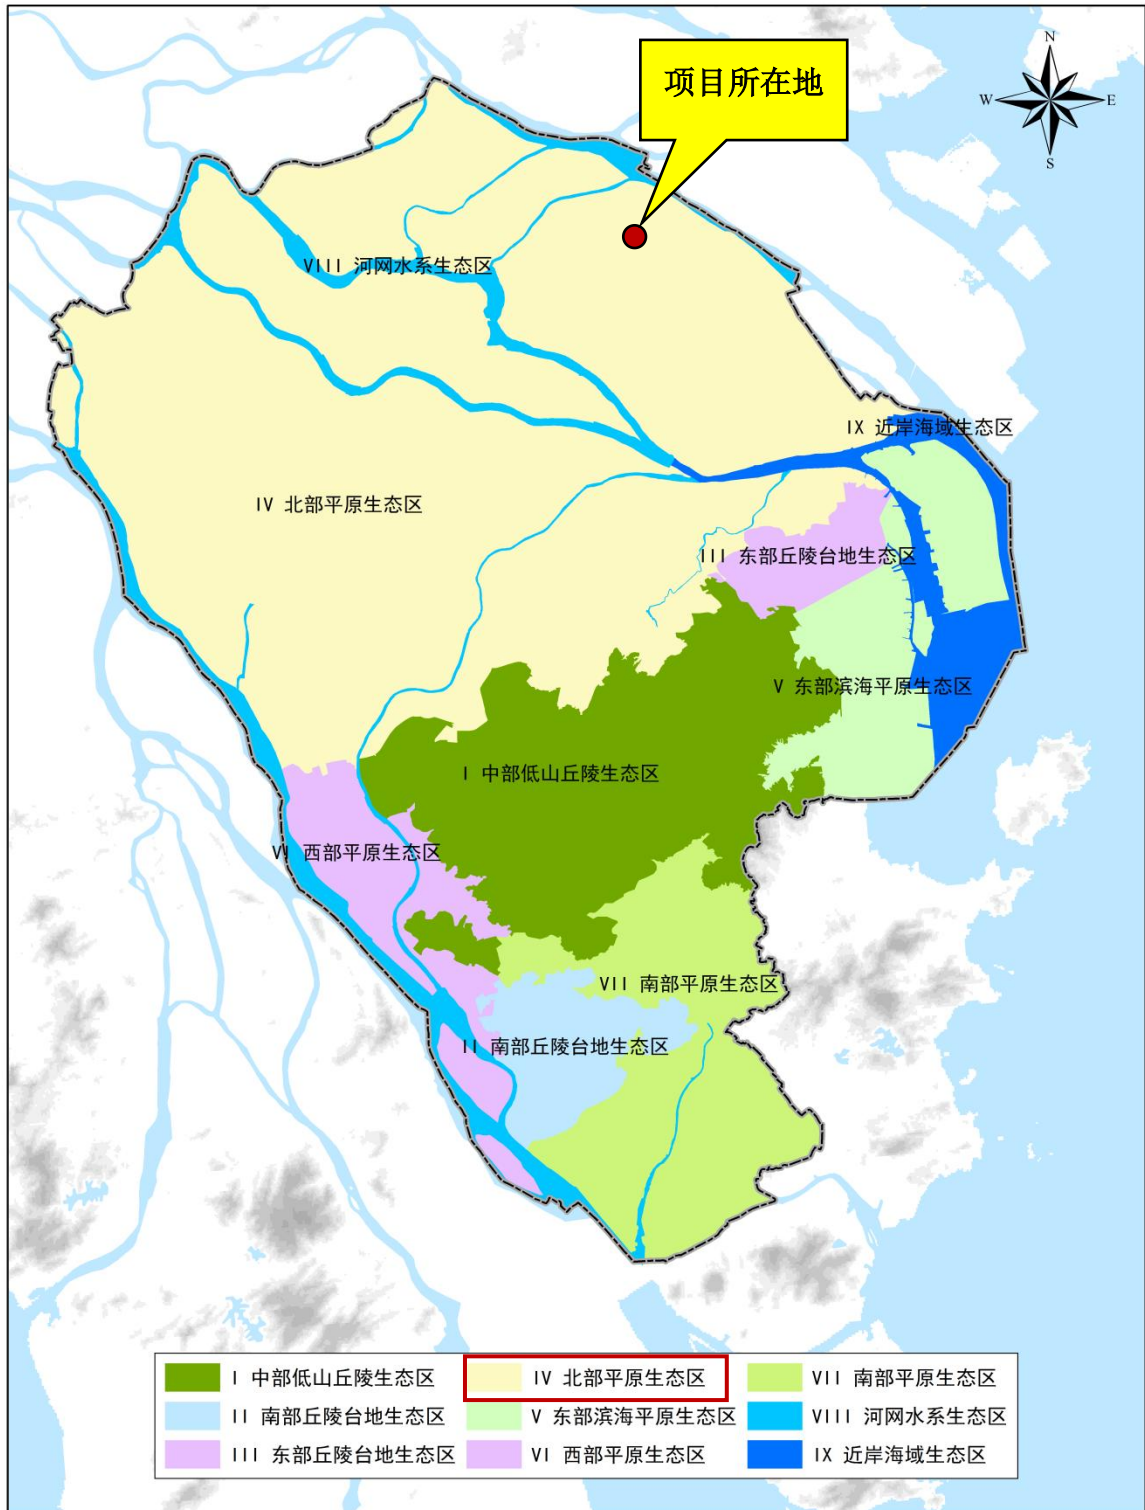 N
项目所在地
W
E
S
VIII 河网水系生态区
IX 近岸海域生态区
IV 北部平原生态区
III 东部丘陵台地生态区
V 东部滨海平原生态区
I 中部低山丘陵生态区
VI 西部平原生态区
VII 南部平原生态区
II 南部丘陵台地生态区
I 中部低山丘陵生态区
IV 北部平原生态区
VII 南部平原生态区
II 南部丘陵台地生态区
V 东部滨海平原生态区
VIII 河网水系生态区
III 东部丘陵台地生态区
VI 西部平原生态区
IX 近岸海域生态区